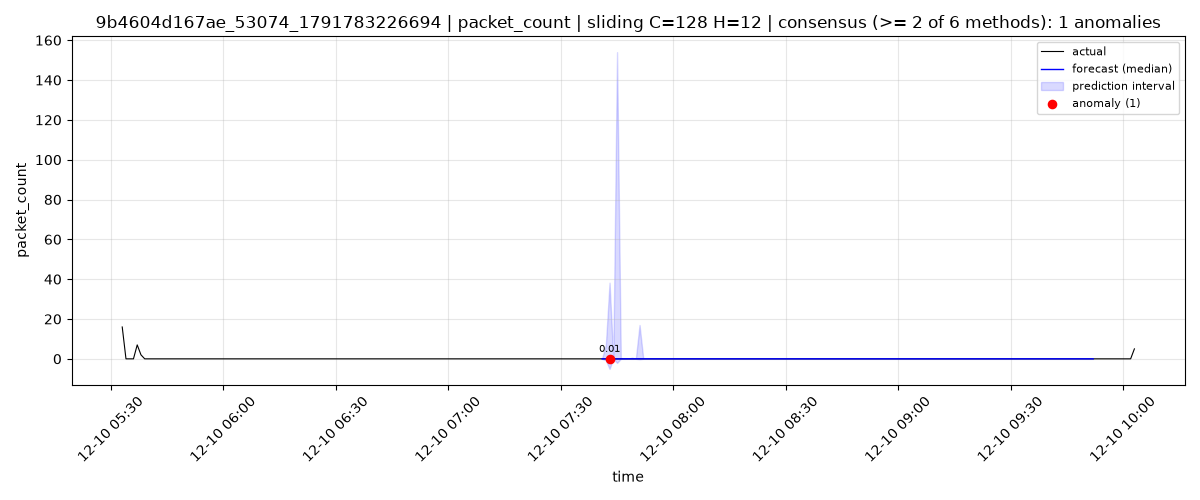 9b4604d167ae_53074_1791783226694 | packet_count | sliding C=128 H=12 | consensus (>= 2 of 6 methods): 1 anomalies
160
140
120
100
80
60
40
20
0
packet_count
actual
forecast (median)
prediction interval
anomaly (1)
0.01
12-10 05:30
12-10 06:00
12-10 06:30
12-10 07:00
12-10 07:30
12-10 08:00
12-10 08:30
12-10 09:00
12-10 09:30
12-10 10:00
time